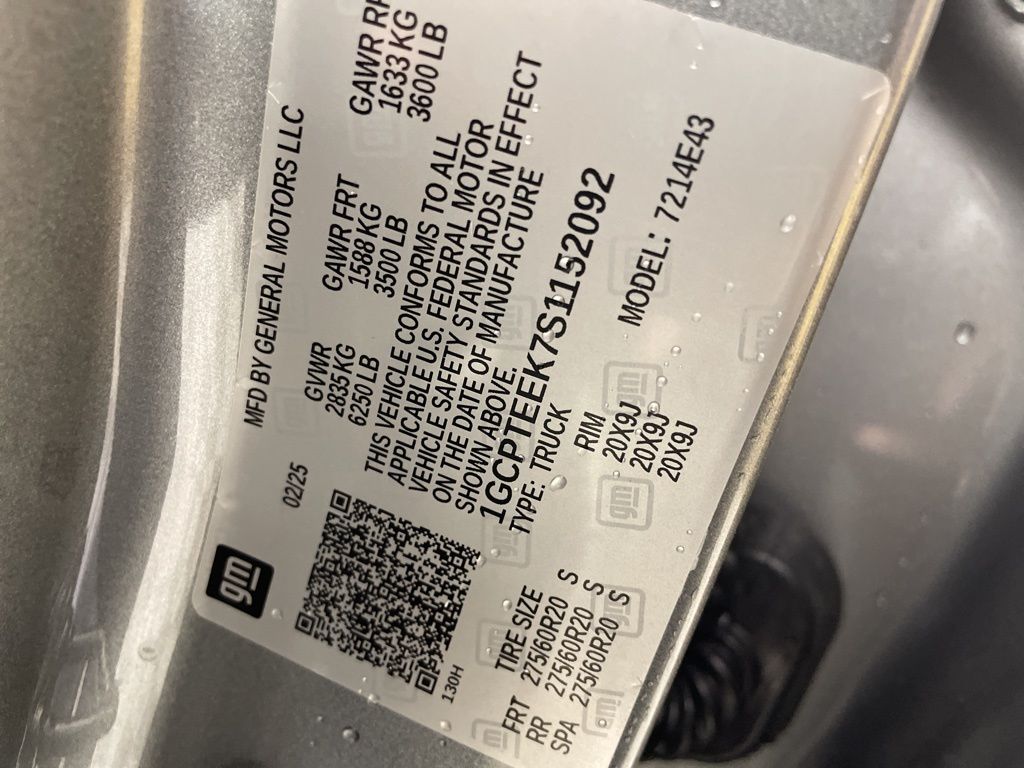 gm
02/25
MFD BY GENERAL MOTORS LLC
GVWR GAWR FRT GAWR RR
2835 KG 1588 KG 1633 KG
6250 LB 3500 LB 3600 LB
THIS VEHICLE CONFORMS TO ALL
APPLICABLE U.S. FEDERAL MOTOR
VEHICLE SAFETY STANDARDS IN EFFECT
ON THE DATE OF MANUFACTURE
SHOWN ABOVE.
1GCPTEEK7S1152092
TYPE: TRUCK
MODEL: 7214E43
130H
TIRE SIZE RIM
FRT 275/60R20 S 20X9J
RR 275/60R20 S 20X9J
SPA 275/60R20 S 20X9J